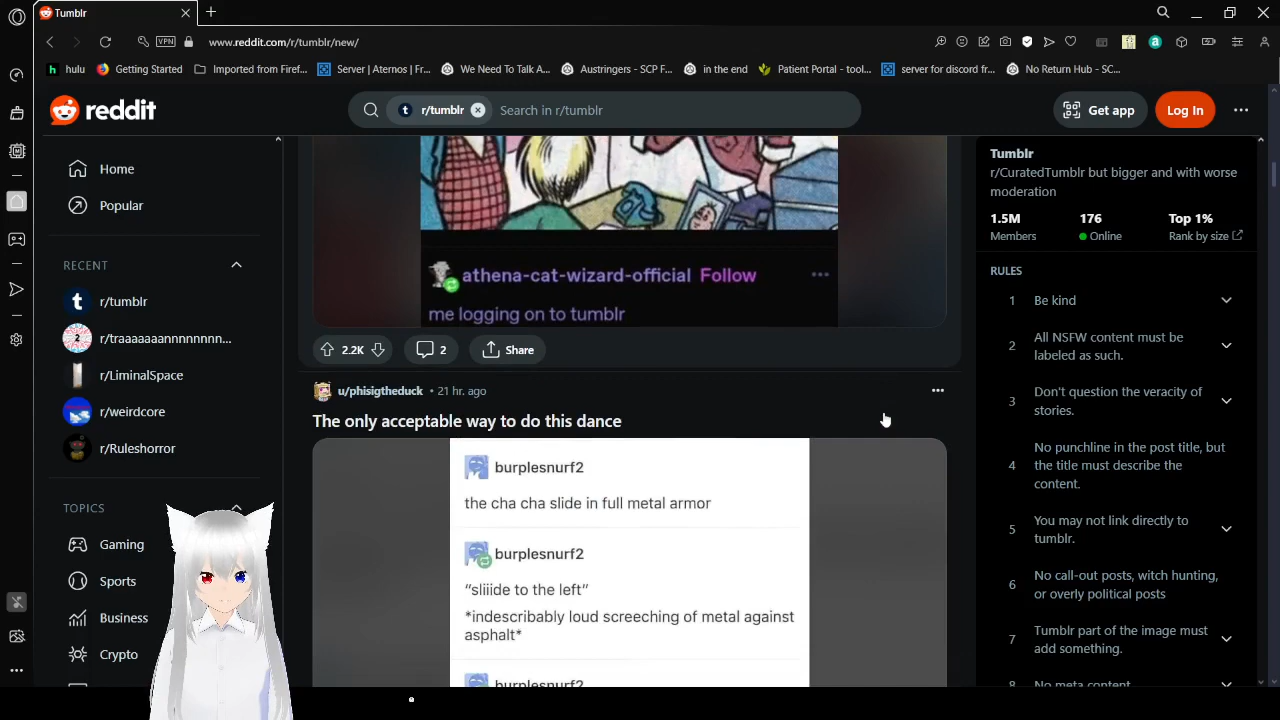 Tumblr
www.reddit.com/r/tumblr/new/
VPN
hulu
Getting Started
Imported from Firef...
Server | Aternos | Fr...
We Need To Talk A...
Austringers - SCP F...
in the end
Patient Portal - tool...
server for discord fr...
No Return Hub - SC...
reddit
r/tumblr
Search in r/tumblr
Get app
Log In
Home
Popular
RECENT
r/tumblr
r/traaaaaaannnnnnnn...
r/LiminalSpace
r/weirdcore
r/Ruleshorror
TOPICS
Gaming
Sports
Business
Crypto
athena-cat-wizard-official Follow
me logging on to tumblr
2.2K
2
Share
u/phisigtheduck • 21 hr. ago
The only acceptable way to do this dance
burplesnurf2
the cha cha slide in full metal armor
burplesnurf2
“sliiide to the left”
*indescribably loud screeching of metal against
asphalt*
burplesnurf2
Tumblr
r/CuratedTumblr but bigger and with worse
moderation
1.5M
Members
176
Online
Top 1%
Rank by size
RULES
1 Be kind
2 All NSFW content must be
labeled as such.
3 Don't question the veracity of
stories.
4 No punchline in the post title, but
the title must describe the
content.
5 You may not link directly to
tumblr.
6 No call-out posts, witch hunting,
or overly political posts
7 Tumblr part of the image must
add something.
8 No meta content